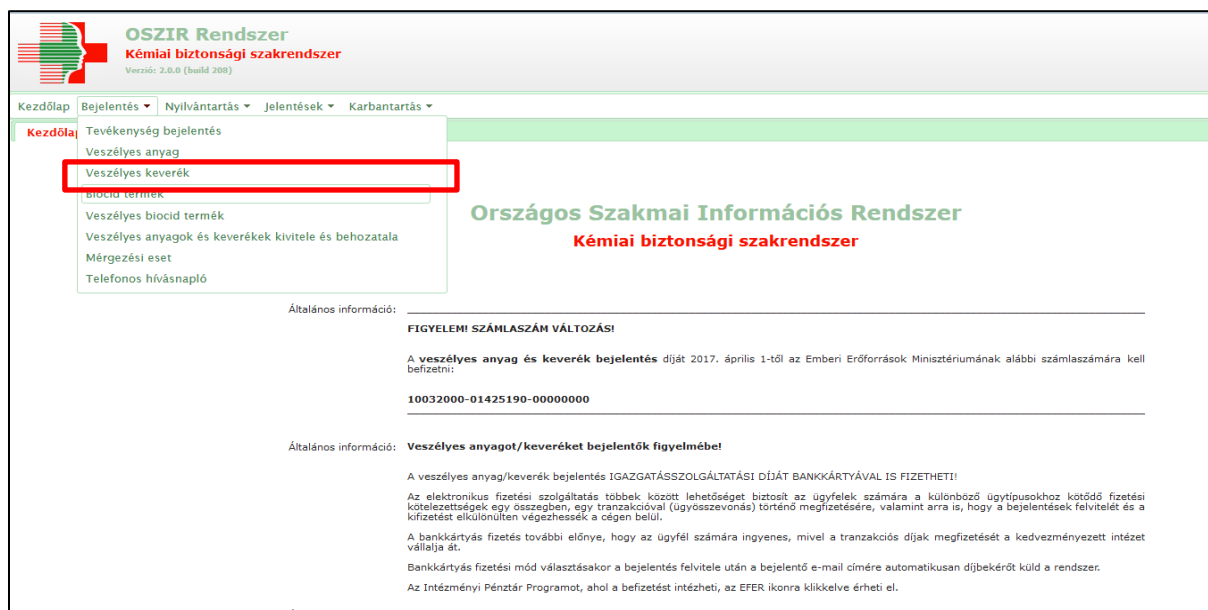 OSZIR Rendszer
Kémiai biztonsági szakrendszer
Verzió: 2.0.0 (build 208)
Kezdőlap Bejelentés Nyilvántartás Jelentések Karbantartás
Kezdőlap
Tevékenység bejelentés
Veszélyes anyag
Veszélyes keverék
Biocid termék
Veszélyes biocid termék
Veszélyes anyagok és keverékek kivitele és behozatala
Mérgezési eset
Telefonos hívásnapló
Országos Szakmai Információs Rendszer
Kémiai biztonsági szakrendszer
Általános információ:
FIGYELEM! SZÁMLASZÁM VÁLTOZÁS!
A veszélyes anyag és keverék bejelentés díját 2017. április 1-től az Emberi Erőforrások Minisztériumának alábbi számlaszámára kell
befizetni:
10032000-01425190-00000000
Általános információ: Veszélyes anyagot/keveréket bejelentők figyelmébe!
A veszélyes anyag/keverék bejelentés IGAZGATÁSSZOLGÁLTATÁSI DÍJÁT BANKKÁRTYÁVAL IS FIZETHETI!
Az elektronikus fizetési szolgáltatás többek között lehetőséget biztosít az ügyfelek számára a különböző ügytípusokhoz kötődő fizetési
kötelezettségek egy összegben, egy tranzakcióval (ügyösszevonás) történő megfizetésére, valamint arra is, hogy a bejelentések felvitelét és a
kifizetést elkülönülten végezhessék a cégen belül.
A bankkártyás fizetés további előnye, hogy az ügyfél számára ingyenes, mivel a tranzakciós díjak megfizetését a kedvezményezett intézet
vállalja át.
Bankkártyás fizetési mód választásakor a bejelentés felvitele után a bejelentő e-mail címére automatikusan díjbekérőt küld a rendszer.
Az Intézményi Pénztár Programot, ahol a befizetést intézheti, az EFER ikonra klikkelve érheti el.